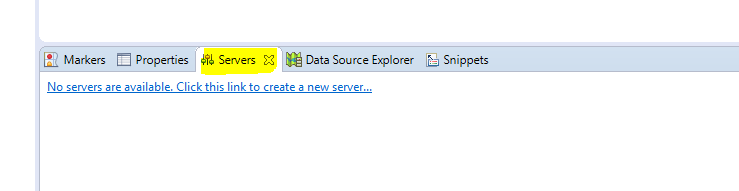 Markers Properties Servers Data Source Explorer Snippets
No servers are available. Click this link to create a new server...